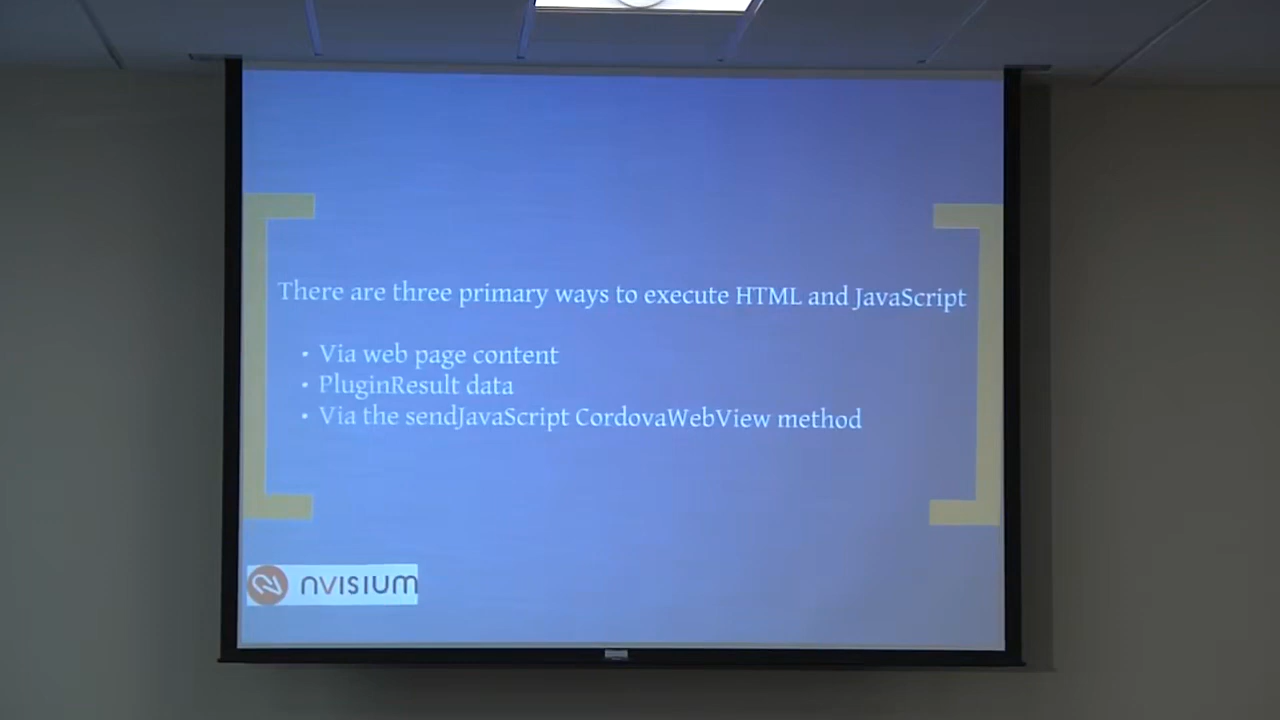 There are three primary ways to execute HTML and JavaScript
• Via web page content
• PluginResult data
• Via the sendJavaScript CordovaWebView method
nVISIUM